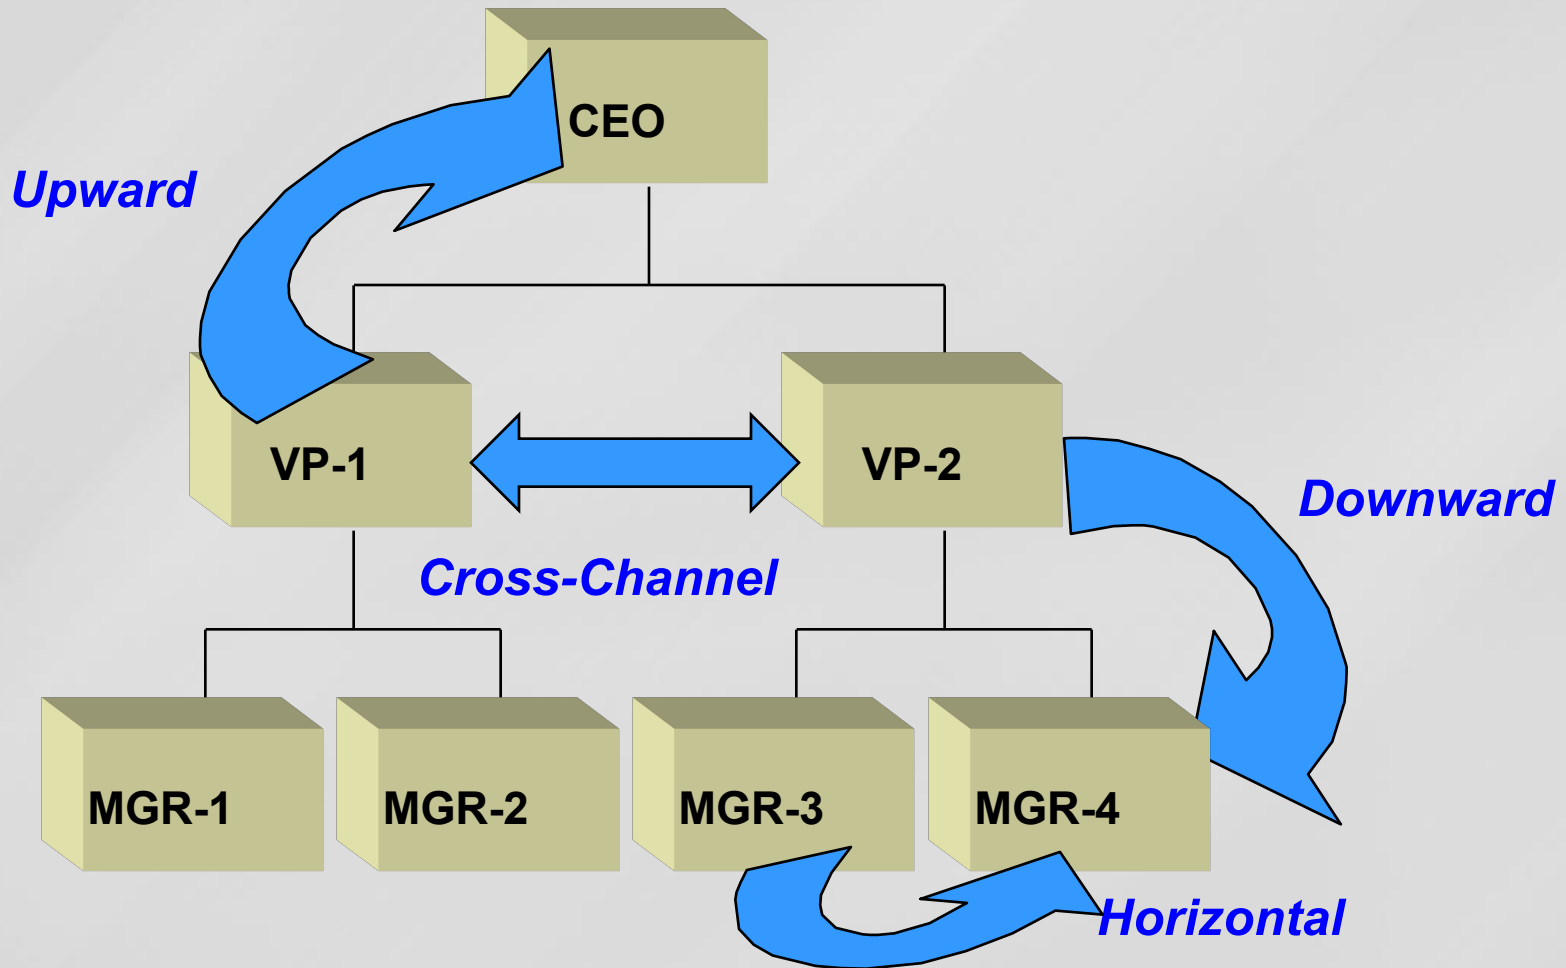 CEO
Upward
VP-1
VP-2
Downward
Cross-Channel
MGR-1
MGR-2
MGR-3
MGR-4
Horizontal